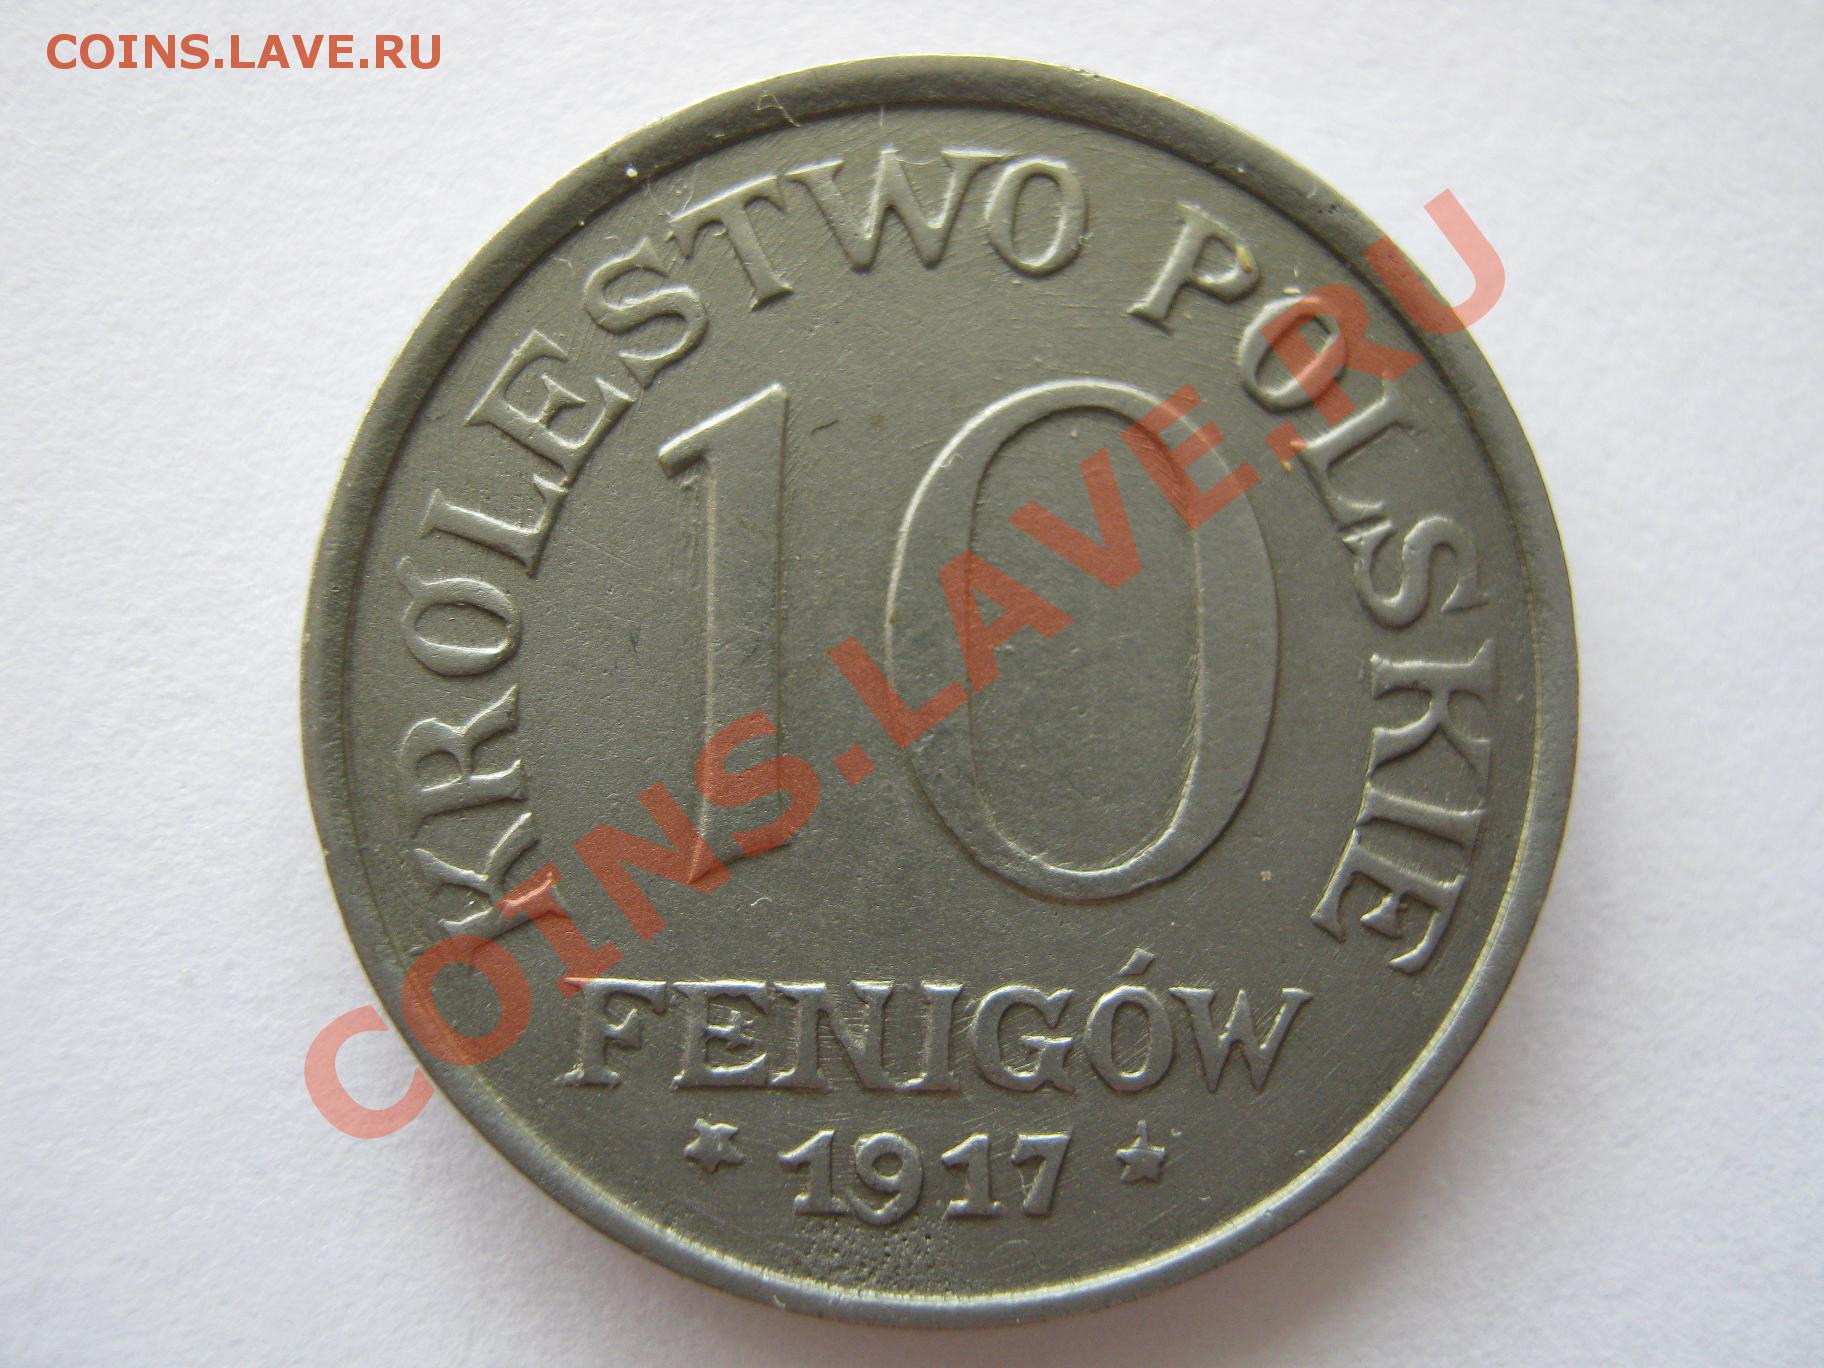 COINS.LAVE.RU
KRÓLESTWO POLSKIE
10
FENIGÓW
* 1917 *
COINS.LAVE.RU